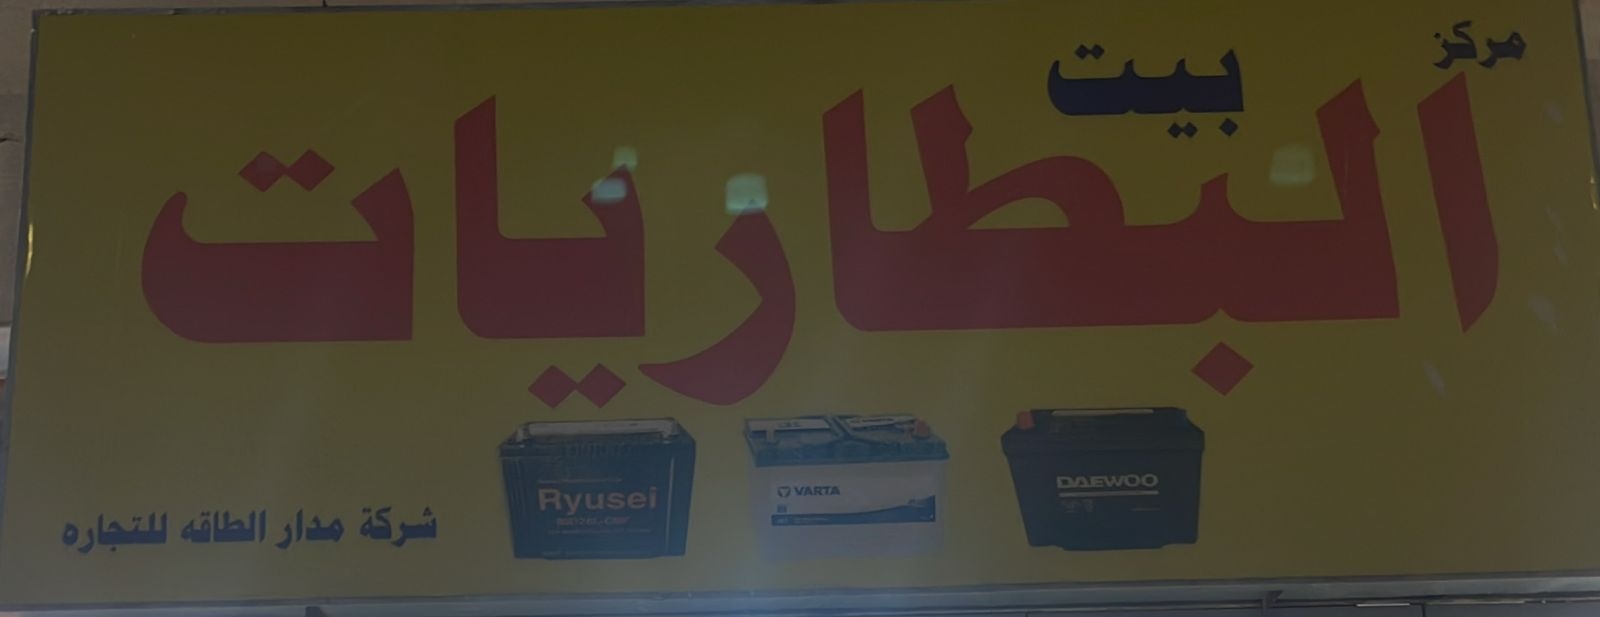 مركز
بيت
البطاريات
Ryusei
VARTA
DAEWOO
شركة مدار الطاقه للتجاره